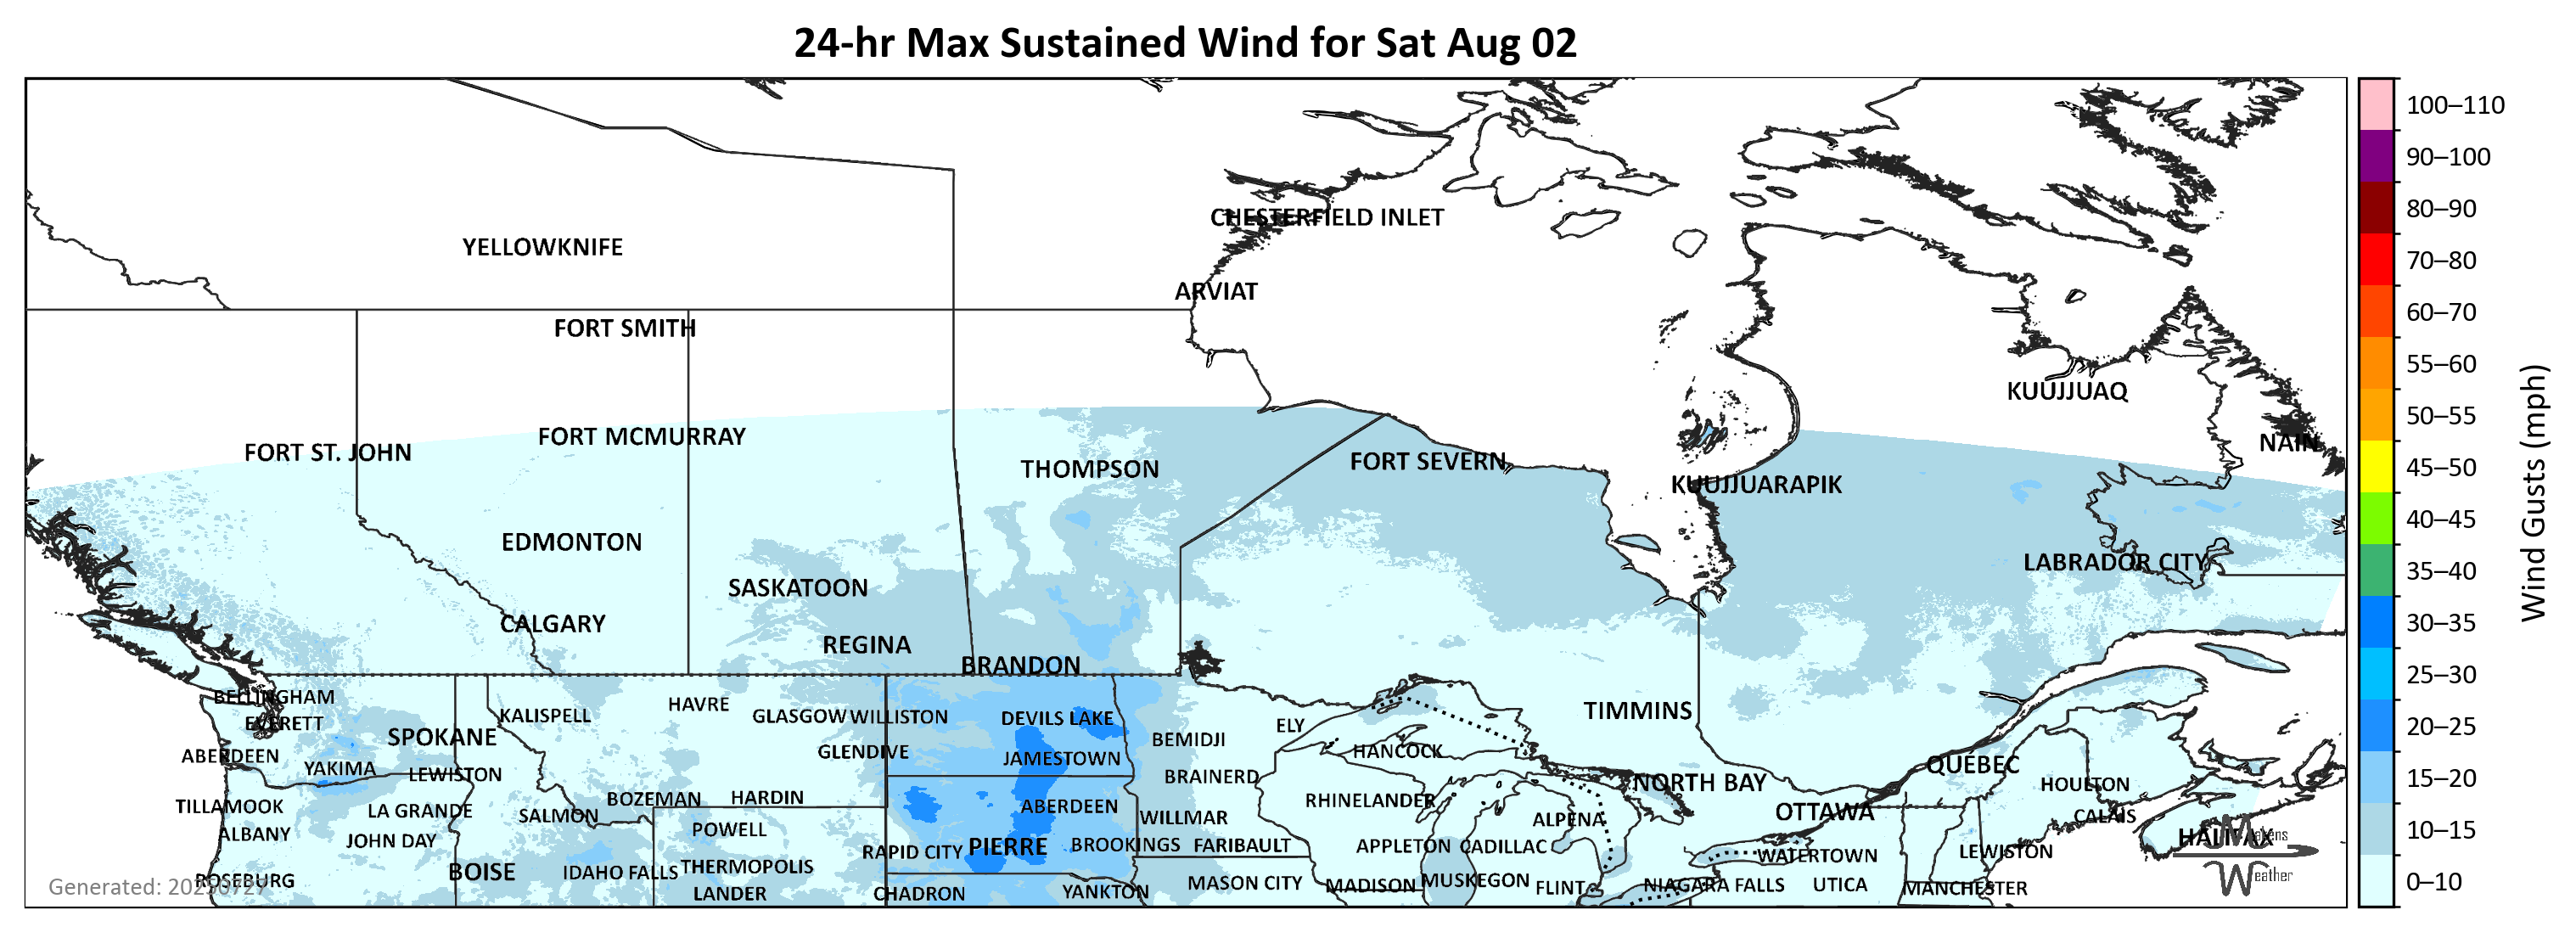 24-hr Max Sustained Wind for Sat Aug 02
100–110
90–100
80–90
70–80
60–70
55–60
50–55
45–50
40–45
35–40
30–35
25–30
20–25
15–20
10–15
0–10
Wind Gusts (mph)
CHESTERFIELD INLET
YELLOWKNIFE
ARVIAT
FORT SMITH
KUUJJUAQ
FORT MCMURRAY
NAIN
FORT ST. JOHN
FORT SEVERN
THOMPSON
KUUJJUARAPIK
EDMONTON
LABRADOR CITY
SASKATOON
CALGARY
REGINA
BRANDON
BELLINGHAM
HAVRE
TIMMINS
KALISPELL
GLASGOW
WILLISTON
DEVILS LAKE
EVERETT
ELY
SPOKANE
BEMIDJI
GLENDIVE
HANCOCK
ABERDEEN
JAMESTOWN
QUÉBEC
YAKIMA
LEWISTON
BRAINERD
NORTH BAY
HOULTON
BOZEMAN
HARDIN
RHINELANDER
TILLAMOOK
LA GRANDE
ABERDEEN
OTTAWA
SALMON
WILLMAR
ALPENA
CALAIS
ALBANY
POWELL
HALIFAX
JOHN DAY
PIERRE
BROOKINGS
FARIBAULT
APPLETON
CADILLAC
RAPID CITY
WATERTOWN
LEWISTON
BOISE
IDAHO FALLS
THERMOPOLIS
ROSEBURG
MASON CITY
MADISON
MUSKEGON
FLINT
NIAGARA FALLS
UTICA
MANCHESTER
LANDER
CHADRON
YANKTON
Generated: 20250727
Makens
Weather